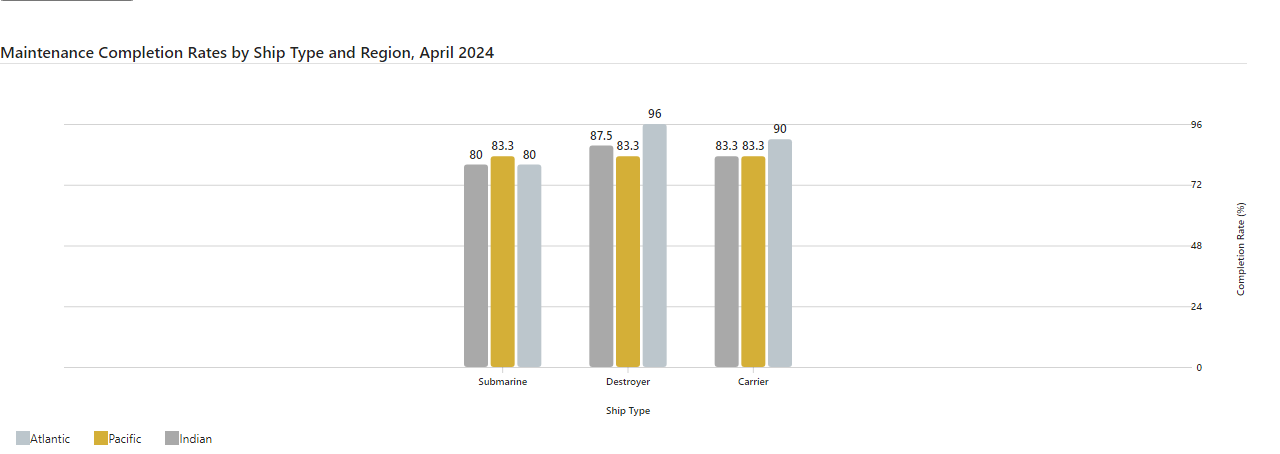 Maintenance Completion Rates by Ship Type and Region, April 2024
96
90
87.5
80 83.3 80
83.3
83.3 83.3
96
72
48
24
0
Completion Rate (%)
Submarine Destroyer Carrier
Ship Type
Atlantic Pacific Indian